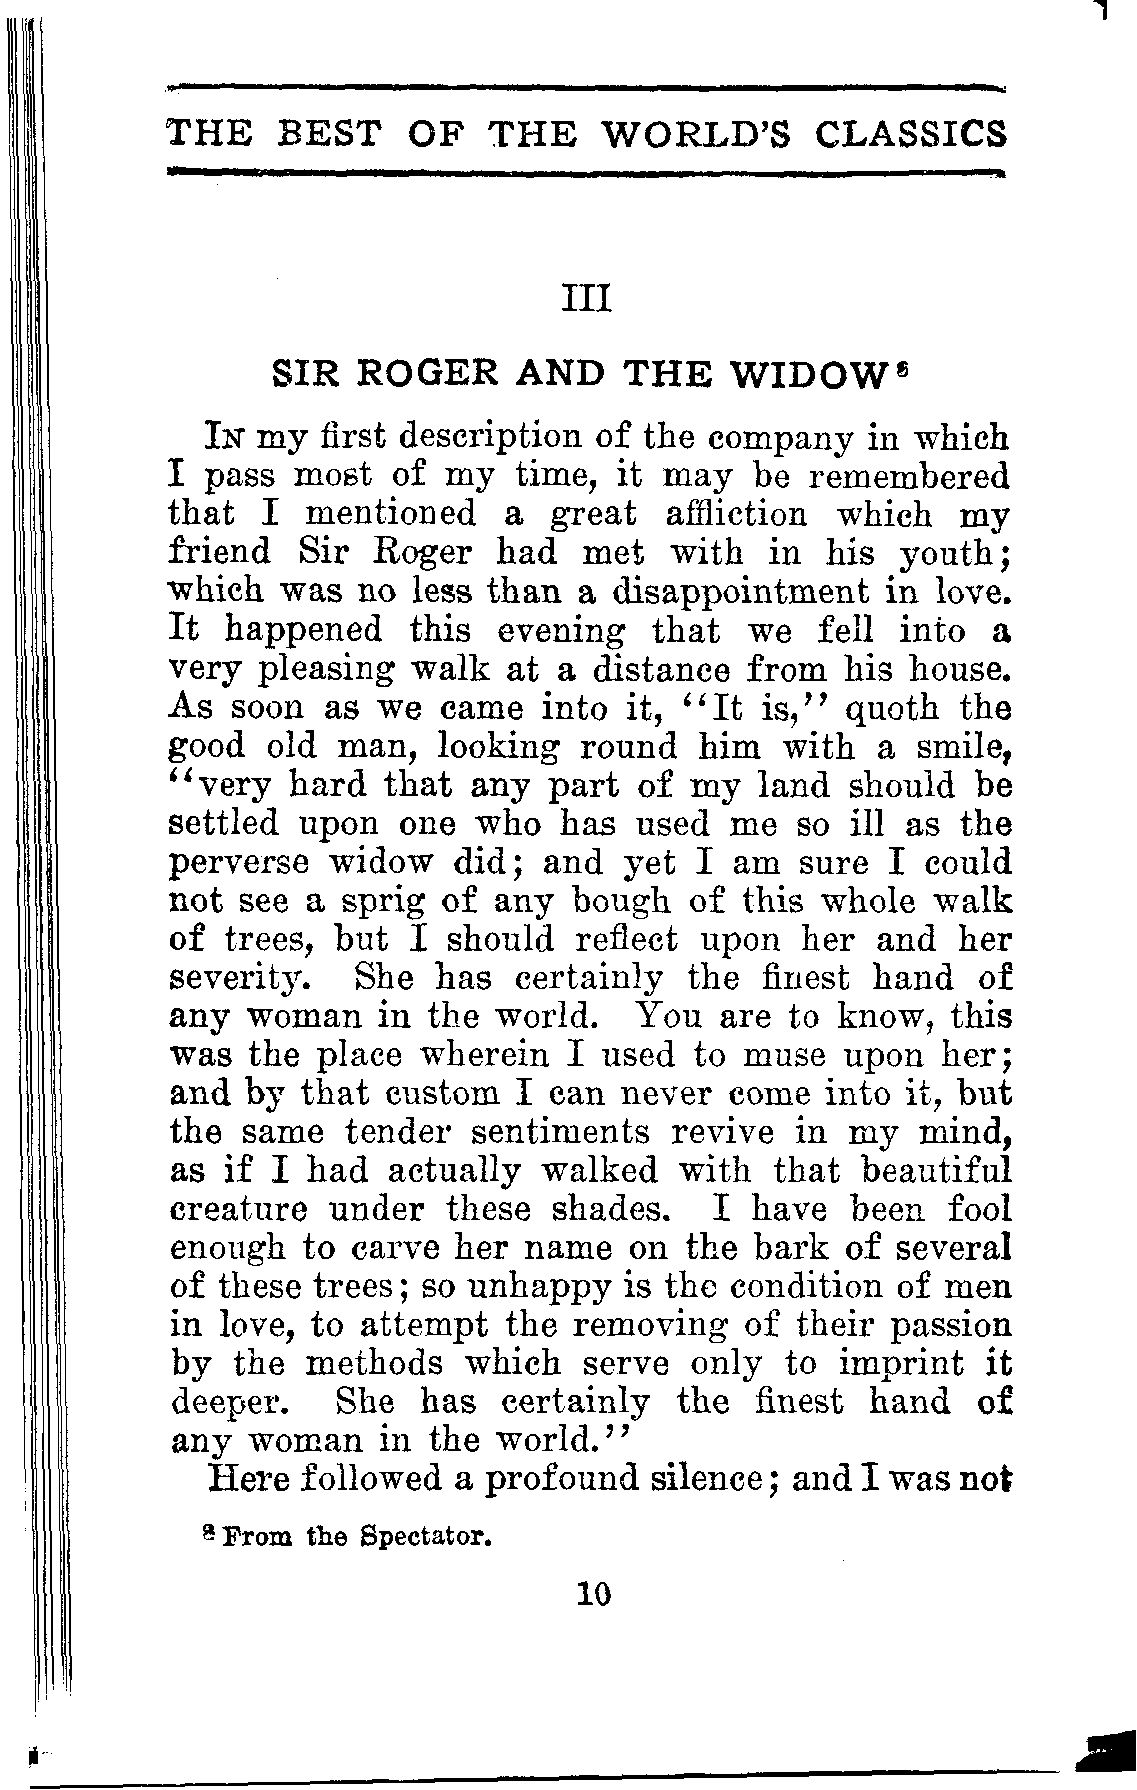 THE BEST OF THE WORLD'S CLASSICS
III
SIR ROGER AND THE WIDOW⁸
IN my first description of the company in which
I pass most of my time, it may be remembered
that I mentioned a great affliction which my
friend Sir Roger had met with in his youth;
which was no less than a disappointment in love.
It happened this evening that we fell into a
very pleasing walk at a distance from his house.
As soon as we came into it, "It is," quoth the
good old man, looking round him with a smile,
"very hard that any part of my land should be
settled upon one who has used me so ill as the
perverse widow did; and yet I am sure I could
not see a sprig of any bough of this whole walk
of trees, but I should reflect upon her and her
severity. She has certainly the finest hand of
any woman in the world. You are to know, this
was the place wherein I used to muse upon her;
and by that custom I can never come into it, but
the same tender sentiments revive in my mind,
as if I had actually walked with that beautiful
creature under these shades. I have been fool
enough to carve her name on the bark of several
of these trees; so unhappy is the condition of men
in love, to attempt the removing of their passion
by the methods which serve only to imprint it
deeper. She has certainly the finest hand of
any woman in the world."
Here followed a profound silence; and I was not
⁸ From the Spectator.
10